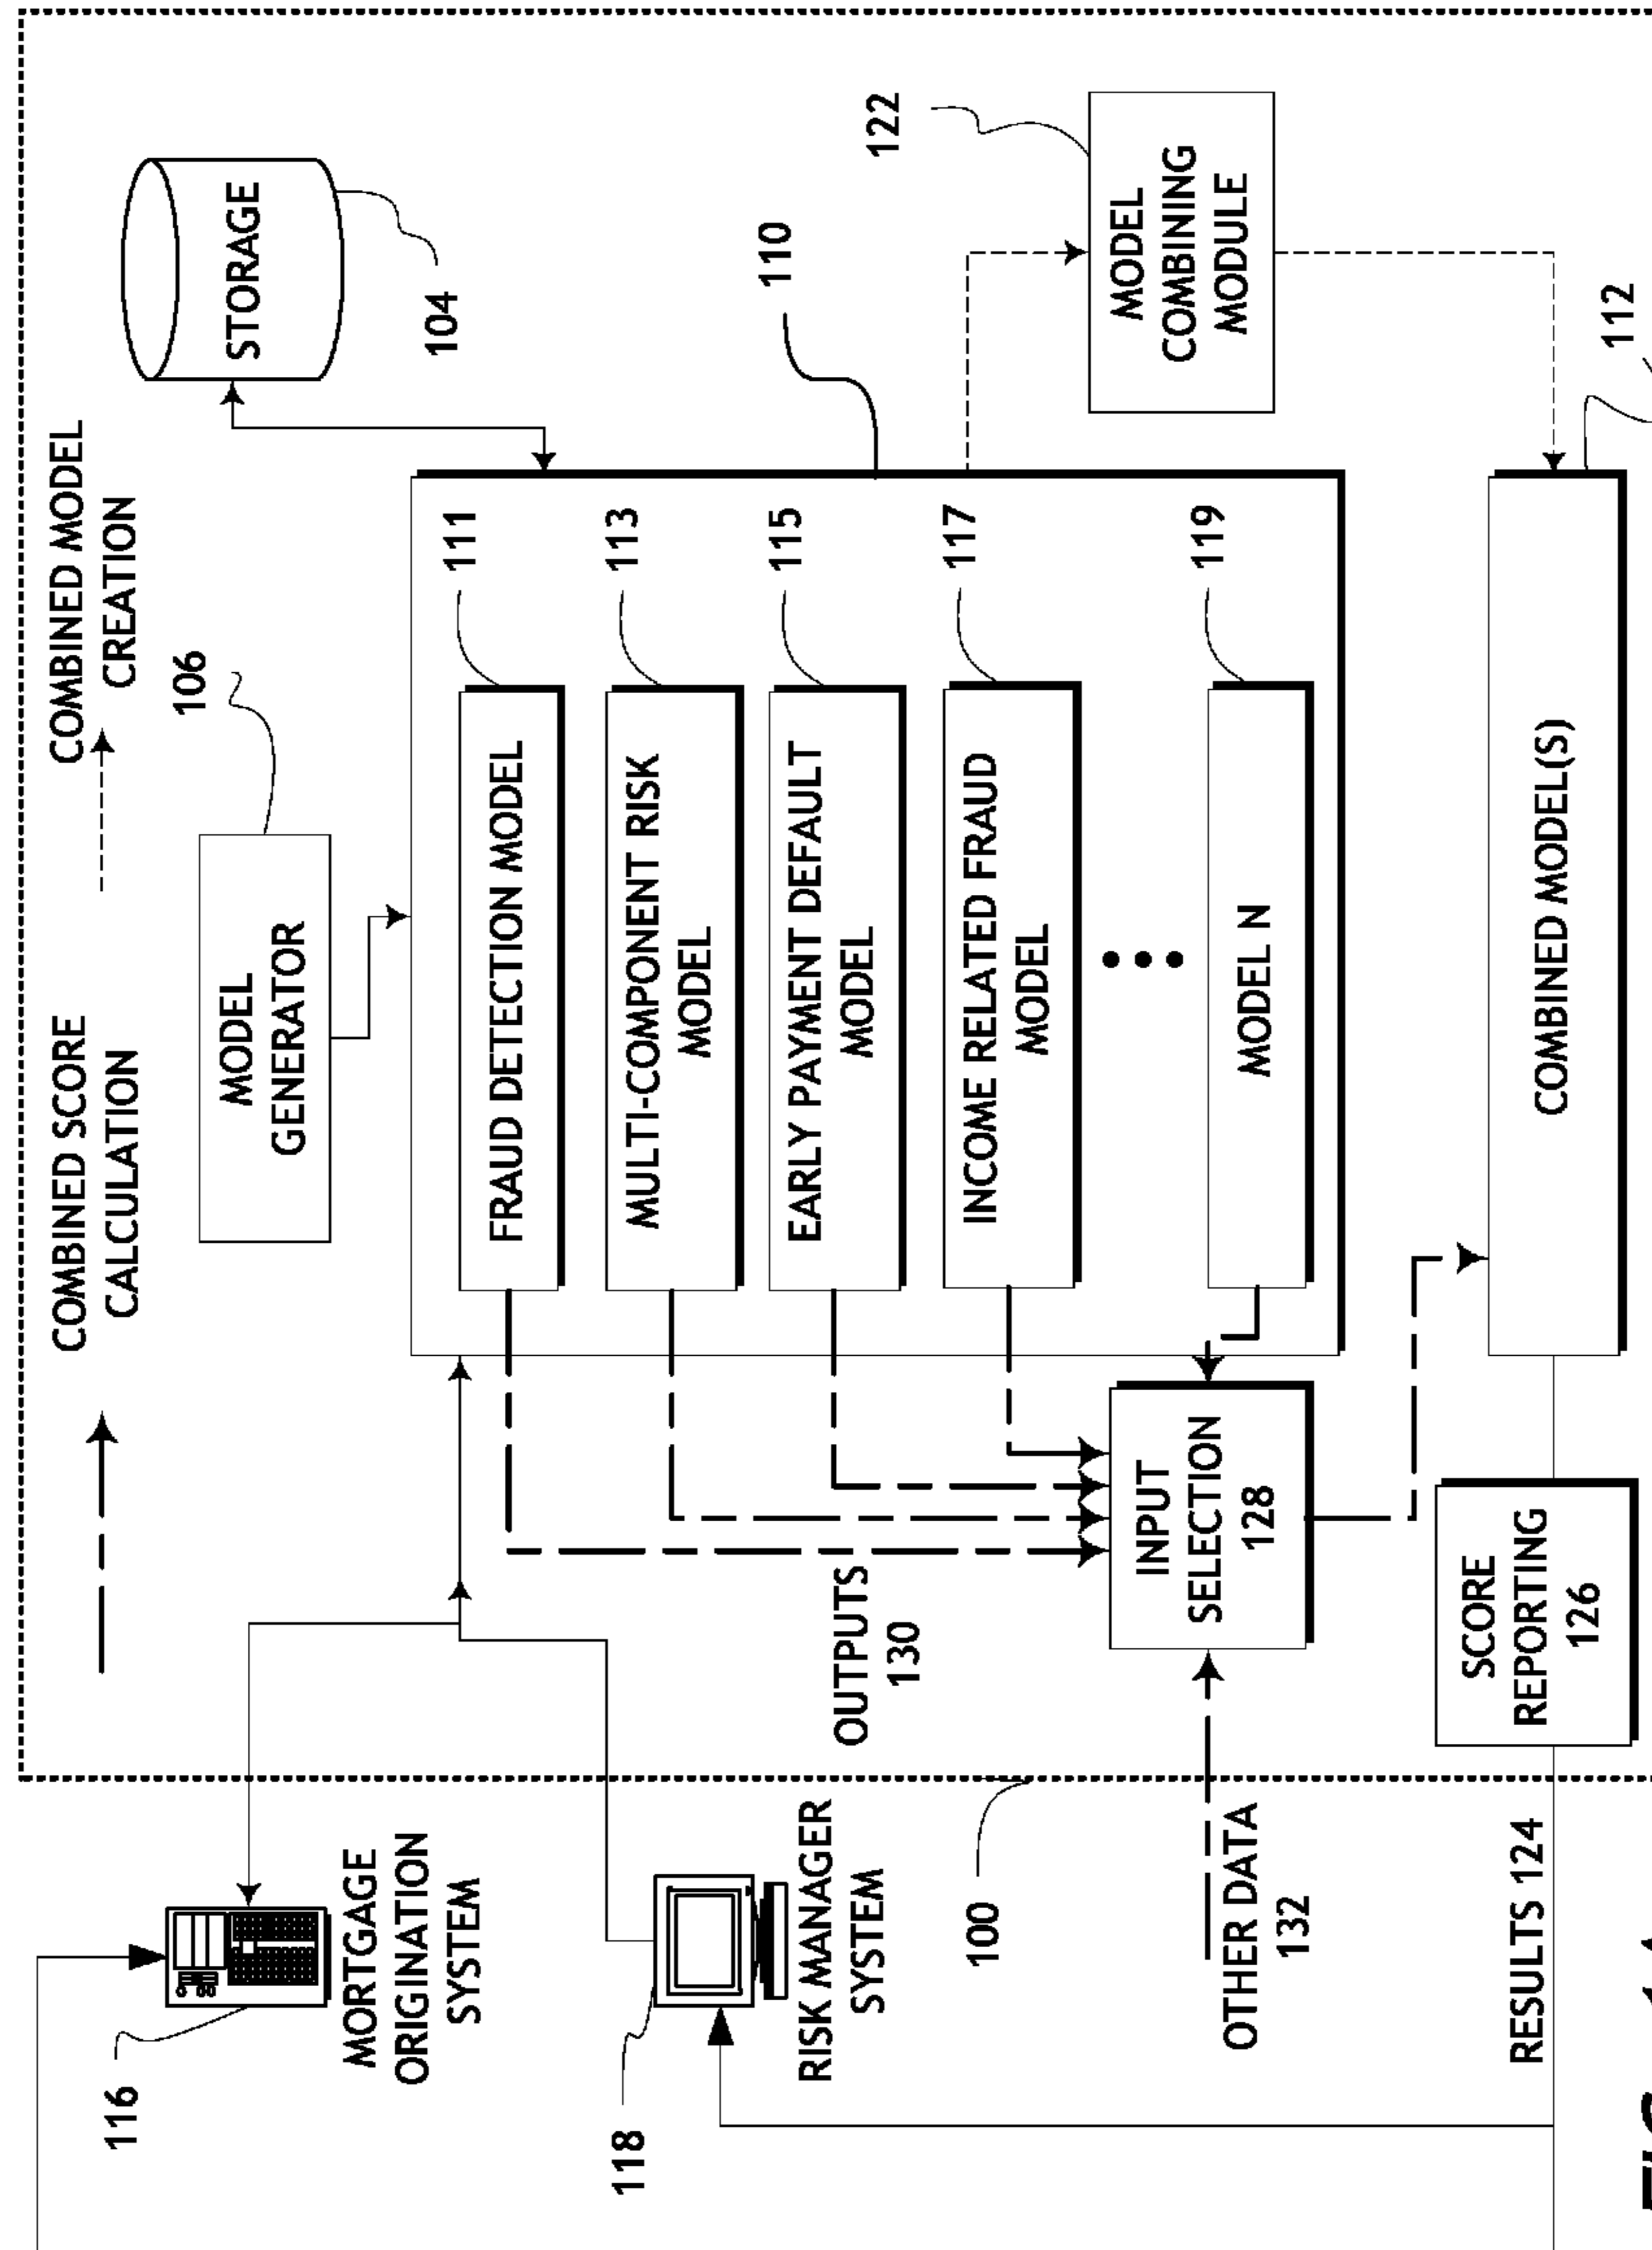 COMBINED SCORE
CALCULATION
COMBINED MODEL
CREATION
116
MORTGAGE
ORIGINATION
SYSTEM
MODEL
GENERATOR
106
STORAGE
104
118
RISK MANAGER
SYSTEM
FRAUD DETECTION MODEL
111
MULTI-COMPONENT RISK
MODEL
113
EARLY PAYMENT DEFAULT
MODEL
115
INCOME RELATED FRAUD
MODEL
117
MODEL N
119
110
OUTPUTS
130
100
INPUT
SELECTION
128
OTHER DATA
132
122
MODEL
COMBINING
MODULE
COMBINED MODEL(S)
112
SCORE
REPORTING
126
RESULTS 124